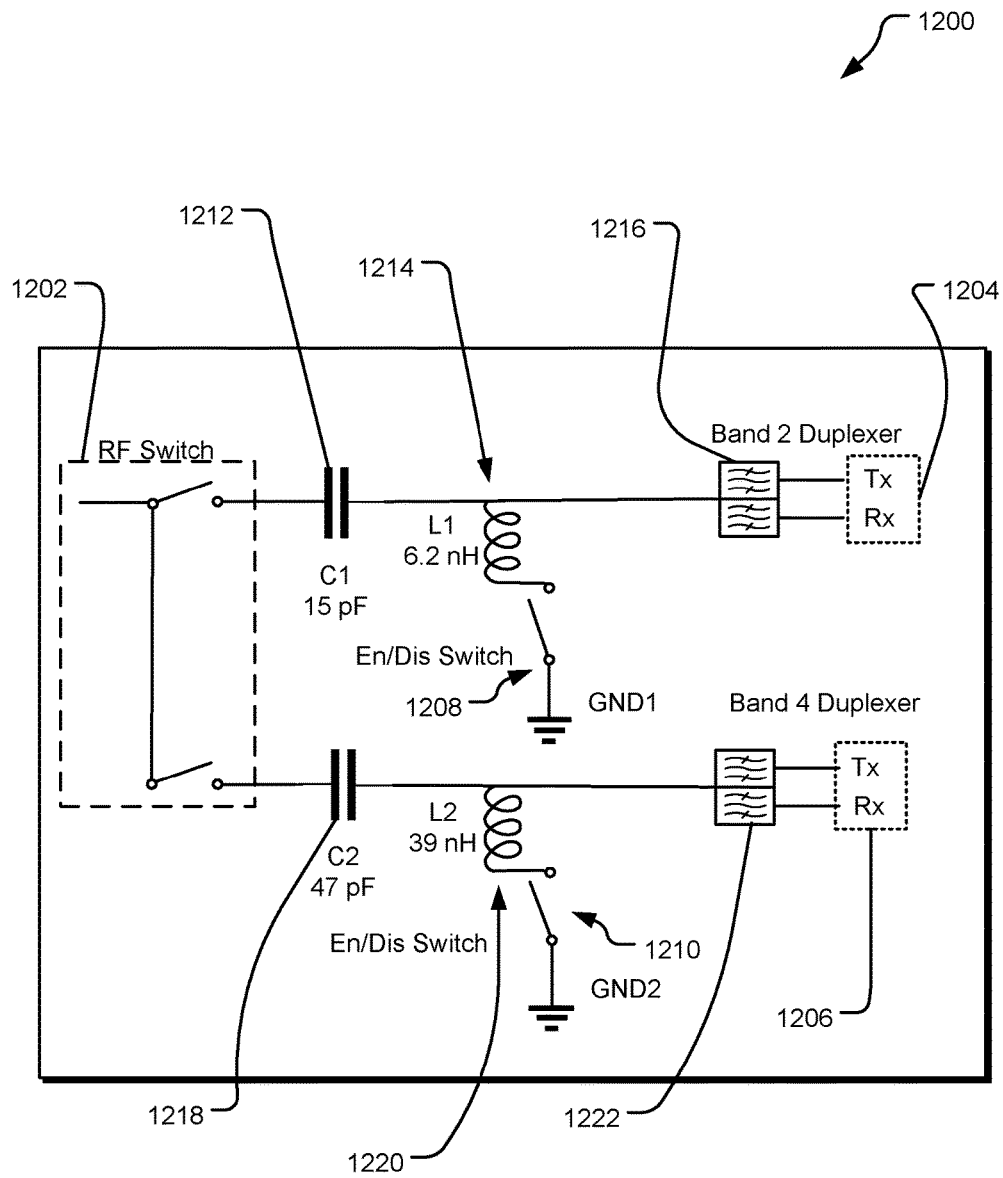 1200
1212
1216
1214
1202
1204
RF Switch
Band 2 Duplexer
Tx
Rx
L1
6.2 nH
C1
15 pF
En/Dis Switch
1208
GND1
Band 4 Duplexer
Tx
Rx
L2
39 nH
C2
47 pF
En/Dis Switch
1210
GND2
1206
1218
1222
1220